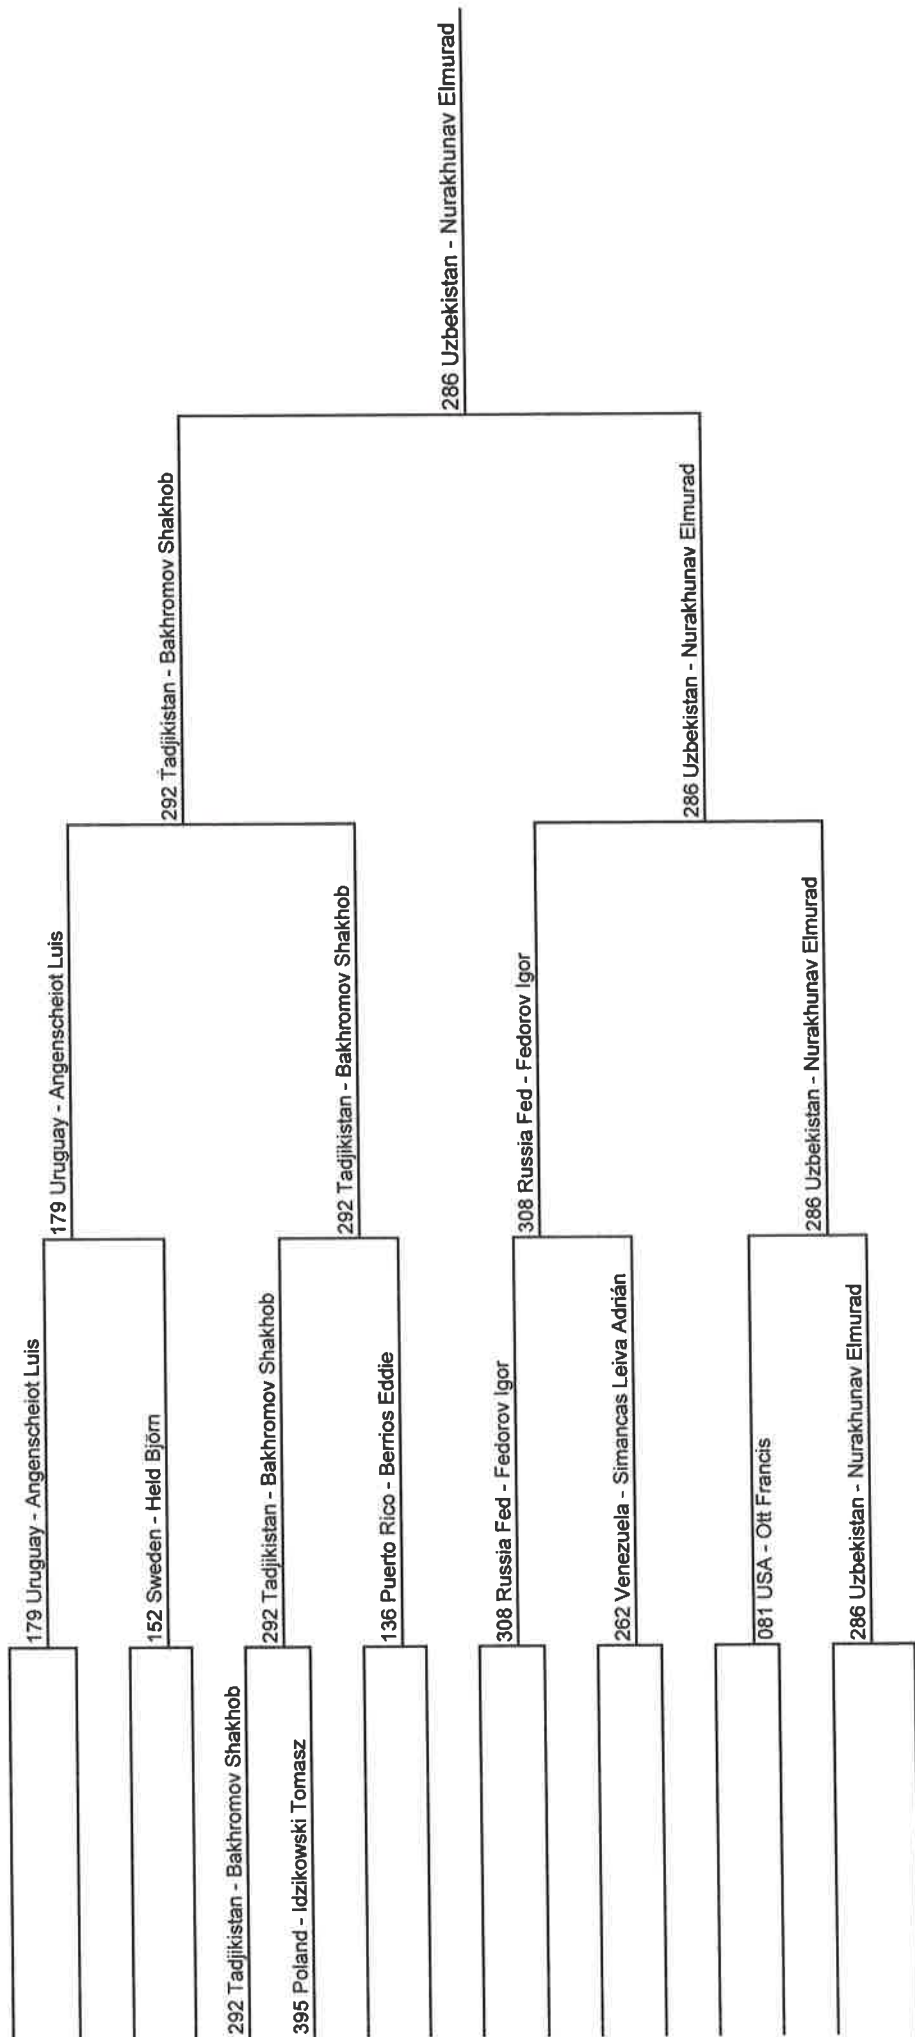 292 Tadjikistan - Bakhromov Shakhob
395 Poland - Idzikowski Tomasz
179 Uruguay - Angenscheiot Luis
152 Sweden - Held Björn
292 Tadjikistan - Bakhromov Shakhob
136 Puerto Rico - Berrios Eddie
308 Russia Fed - Fedorov Igor
262 Venezuela - Simancas Leiva Adrián
081 USA - Ott Francis
286 Uzbekistan - Nurakhunav Elmurad
179 Uruguay - Angenscheiot Luis
292 Tadjikistan - Bakhromov Shakhob
308 Russia Fed - Fedorov Igor
286 Uzbekistan - Nurakhunav Elmurad
292 Tadjikistan - Bakhromov Shakhob
286 Uzbekistan - Nurakhunav Elmurad
286 Uzbekistan - Nurakhunav Elmurad